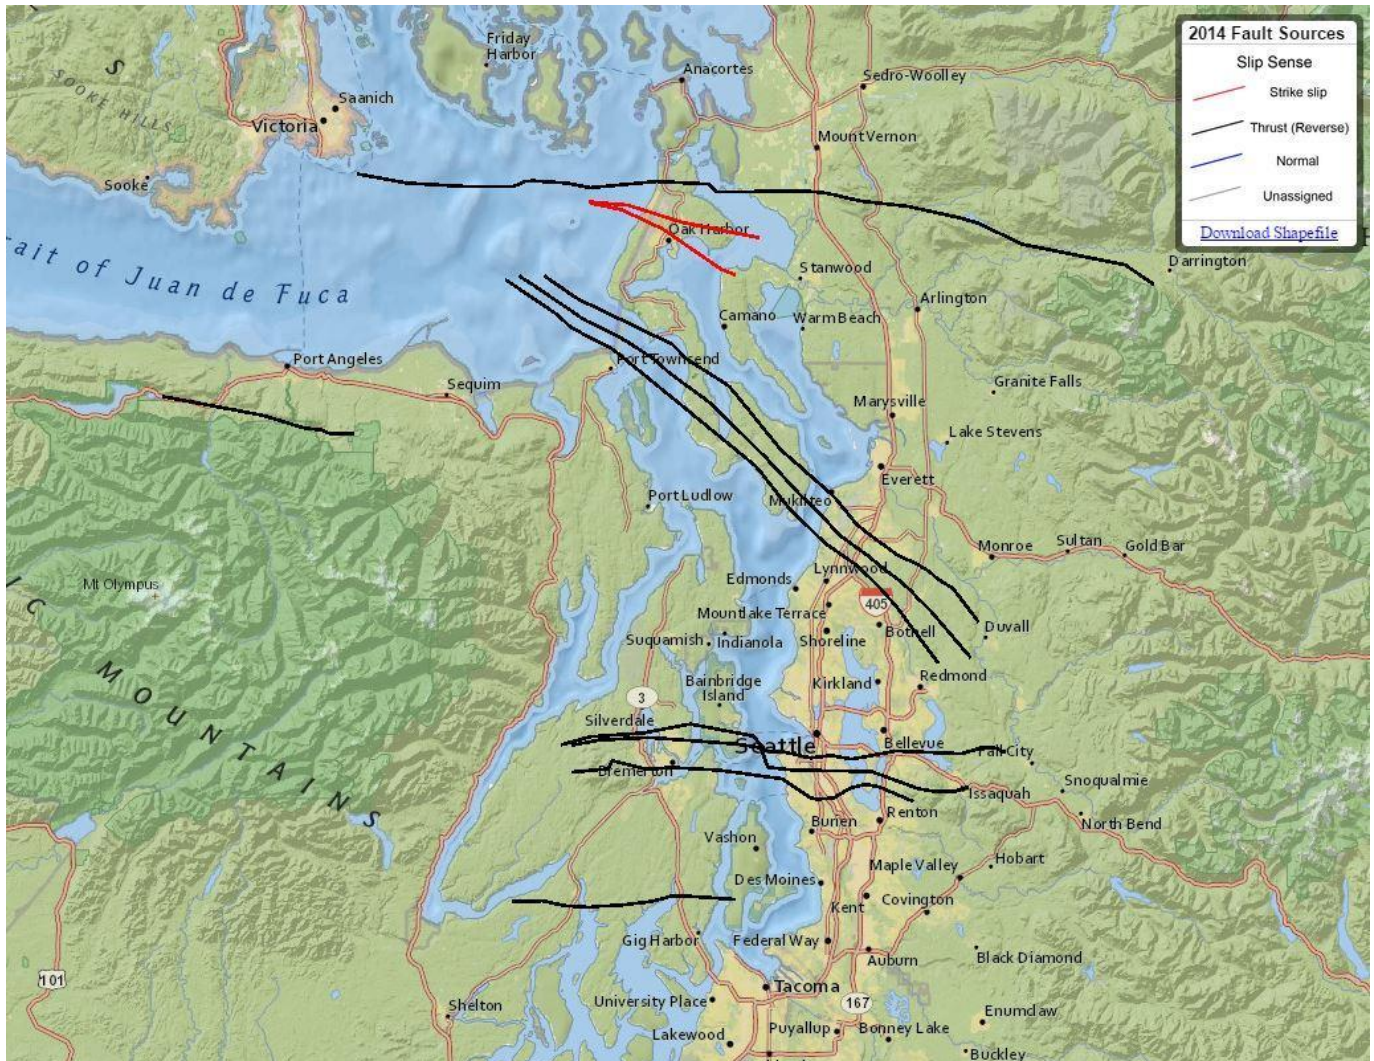 Friday
Harbor
Anacortes
Sedro-Woolley
2014 Fault Sources
Slip Sense
Strike slip
Thrust (Reverse)
Normal
Unassigned
Download Shapefile
S
SOOKE HILLS
Saanich
Victoria
Mount Vernon
Sooke
Oak Harbor
Darrington
ait of Juan de Fuca
Stanwood
Arlington
Camano
Warm Beach
Port Angeles
Port Townsend
Sequim
Granite Falls
Marysville
Lake Stevens
Everett
Port Ludlow
Mukilteo
Monroe
Sultan
Gold Bar
Mt Olympus
Edmonds
Lynnwood
405
Mountlake Terrace
Suquamish
Indianola
Shoreline
Bothell
Duvall
IC MOUNTAINS
Bainbridge
Island
Kirkland
Redmond
3
Silverdale
Seattle
Bellevue
Fall City
Bremerton
Snoqualmie
Issaquah
Renton
North Bend
Burien
Vashon
Maple Valley
Hobart
Des Moines
Kent
Covington
Gig Harbor
Federal Way
Auburn
Black Diamond
101
Tacoma
University Place
167
Shelton
Enumclaw
Lakewood
Puyallup
Bonney Lake
Buckley